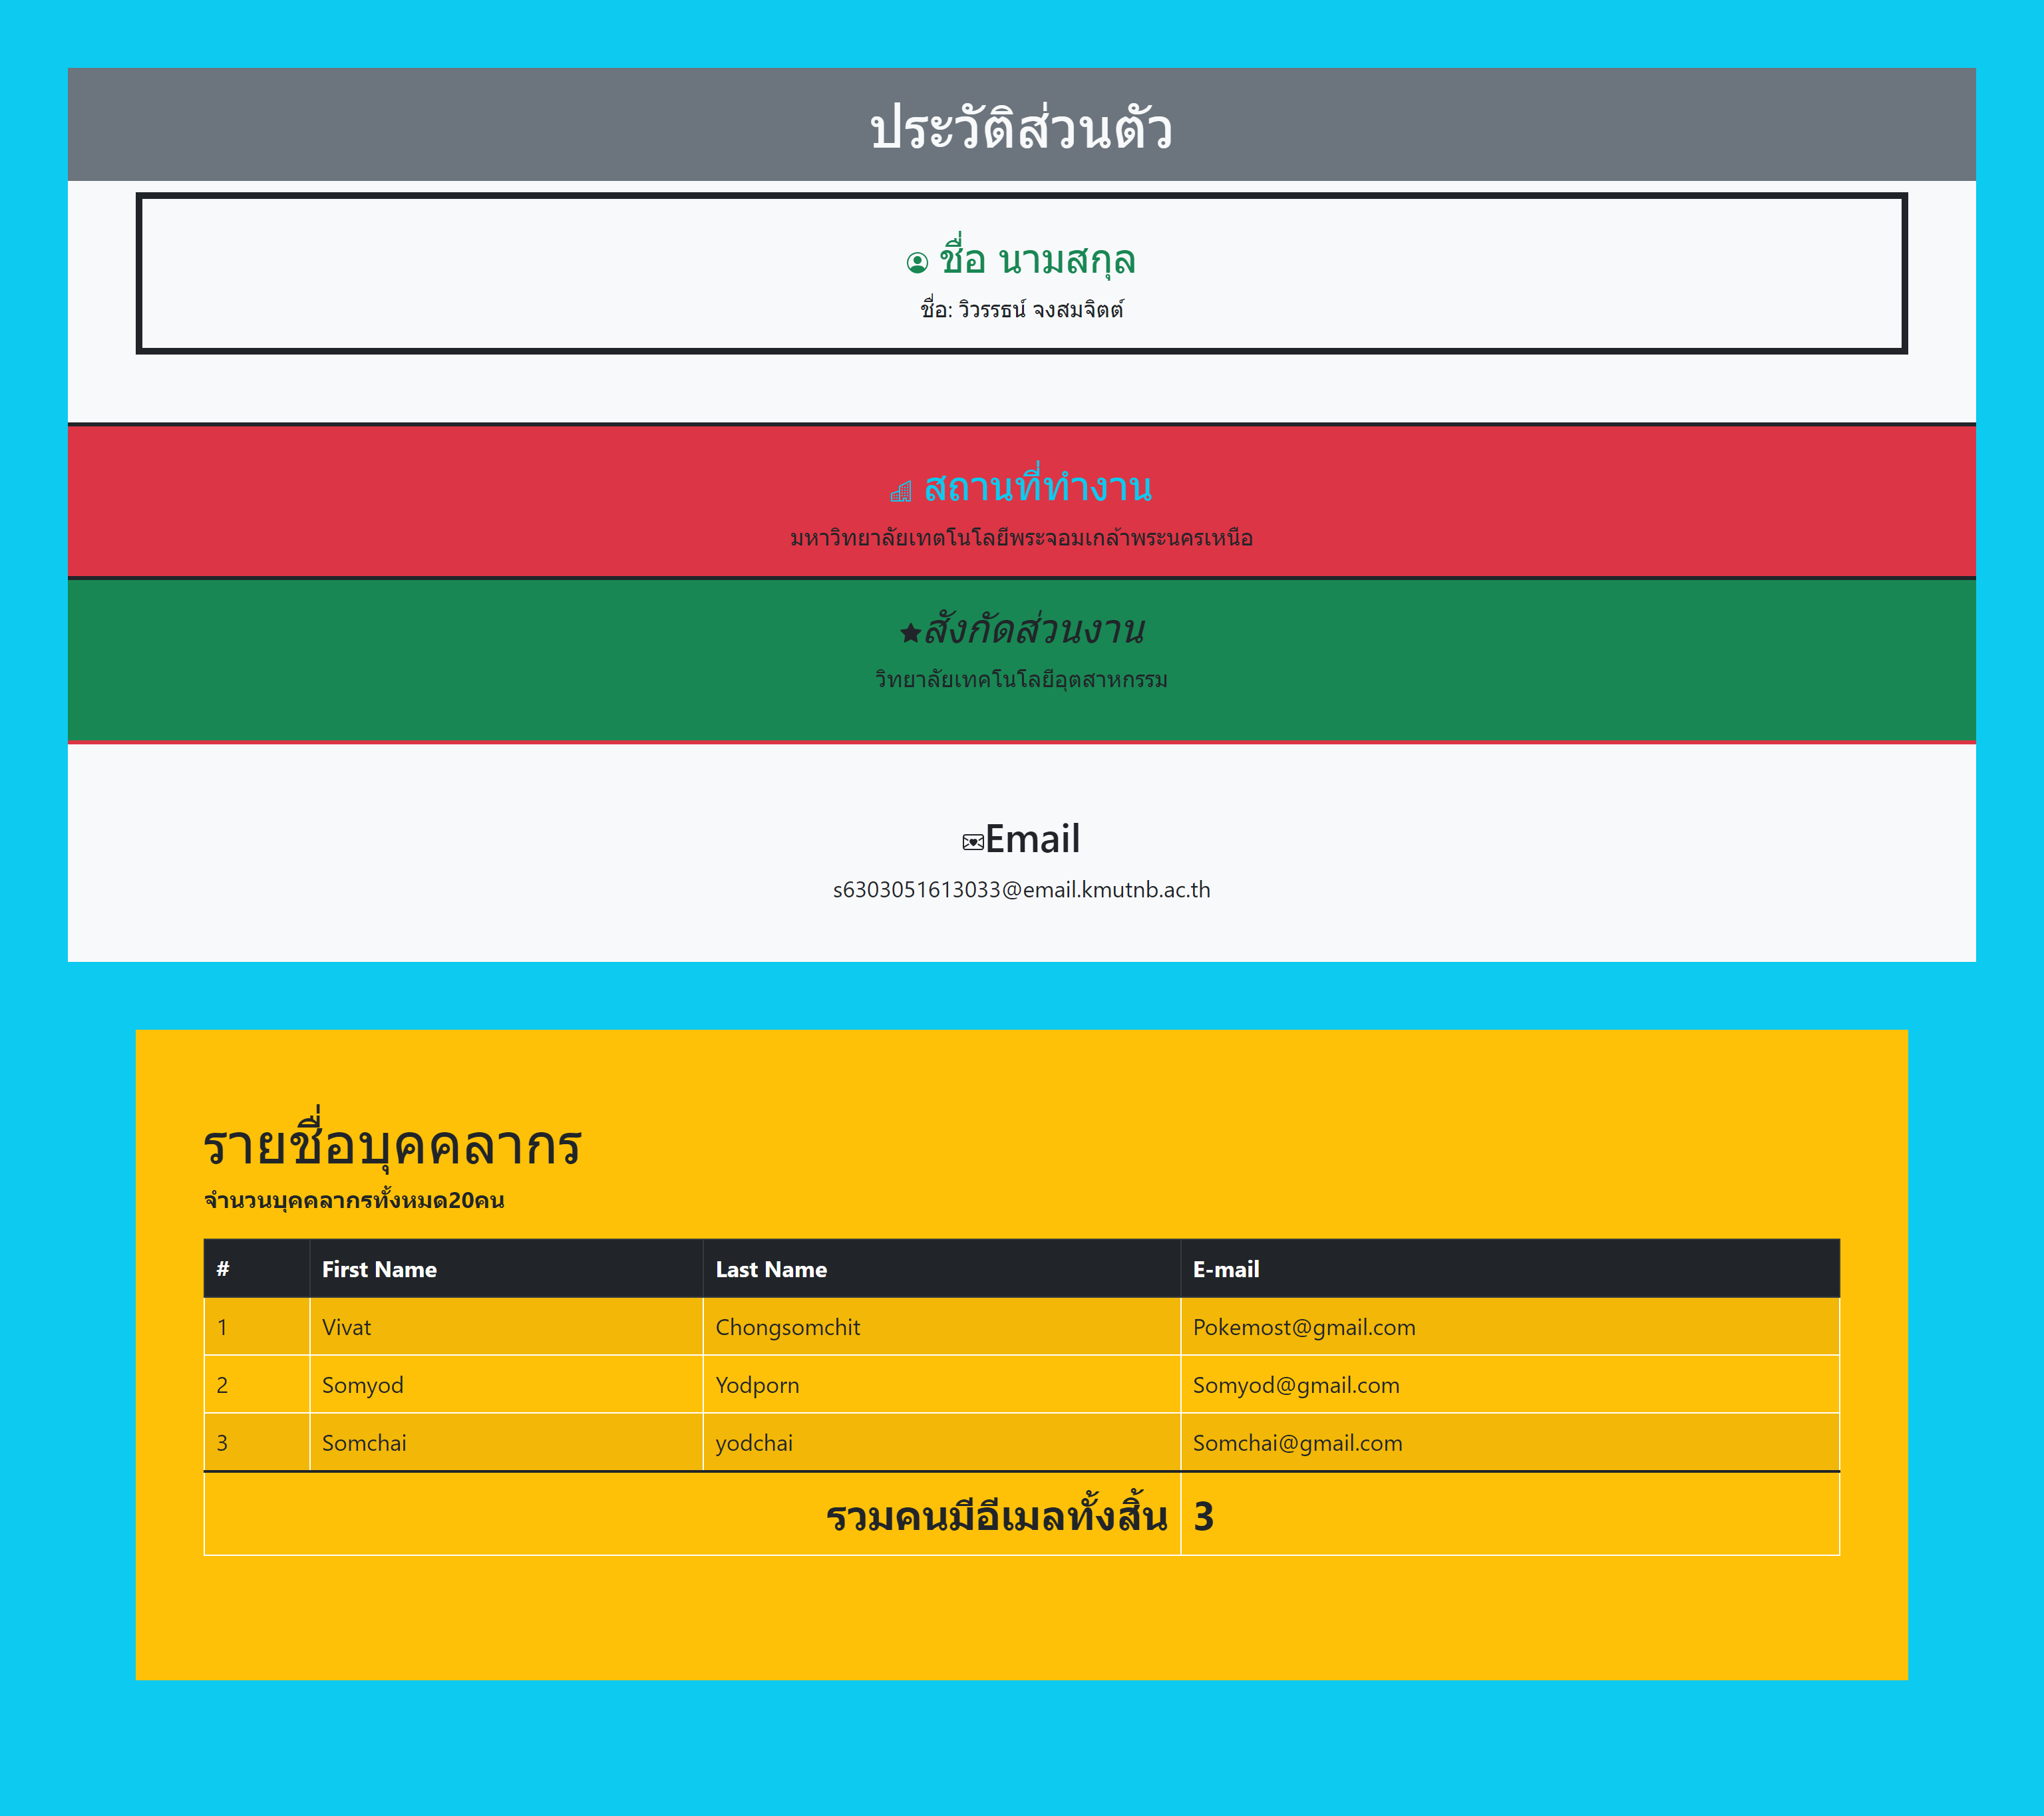 ประวัติส่วนตัว
ชื่อ นามสกุล
ชื่อ: วิวรรธน์ จงสมจิตต์
สถานที่ทำงาน
มหาวิทยาลัยเทตโนโลยีพระจอมเกล้าพระนครเหนือ
สังกัดส่วนงาน
วิทยาลัยเทคโนโลยีอุตสาหกรรม
Email
s6303051613033@email.kmutnb.ac.th
รายชื่อบุคคลากร
จำนวนบุคคลากรทั้งหมด20คน
# First Name Last Name E-mail
1 Vivat Chongsomchit Pokemost@gmail.com
2 Somyod Yodporn Somyod@gmail.com
3 Somchai yodchai Somchai@gmail.com
รวมคนมีอีเมลทั้งสิ้น 3